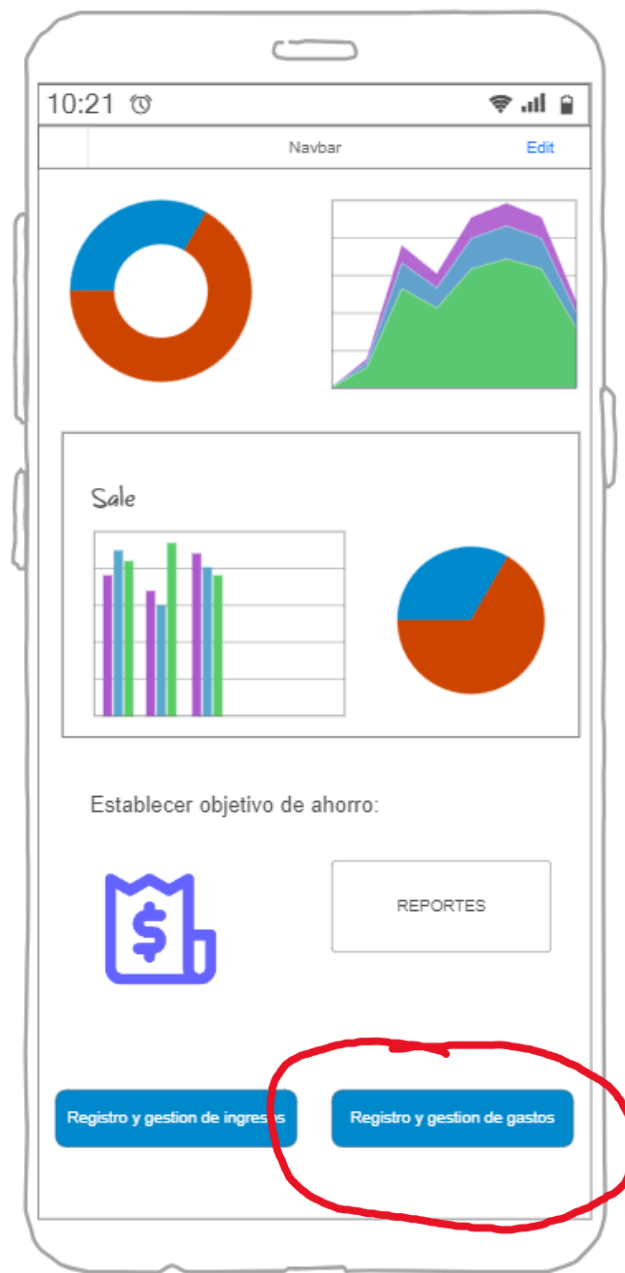 10:21
Navbar
Edit
Sale
Establecer objetivo de ahorro:
$
REPORTES
Registro y gestion de ingresos
Registro y gestion de gastos